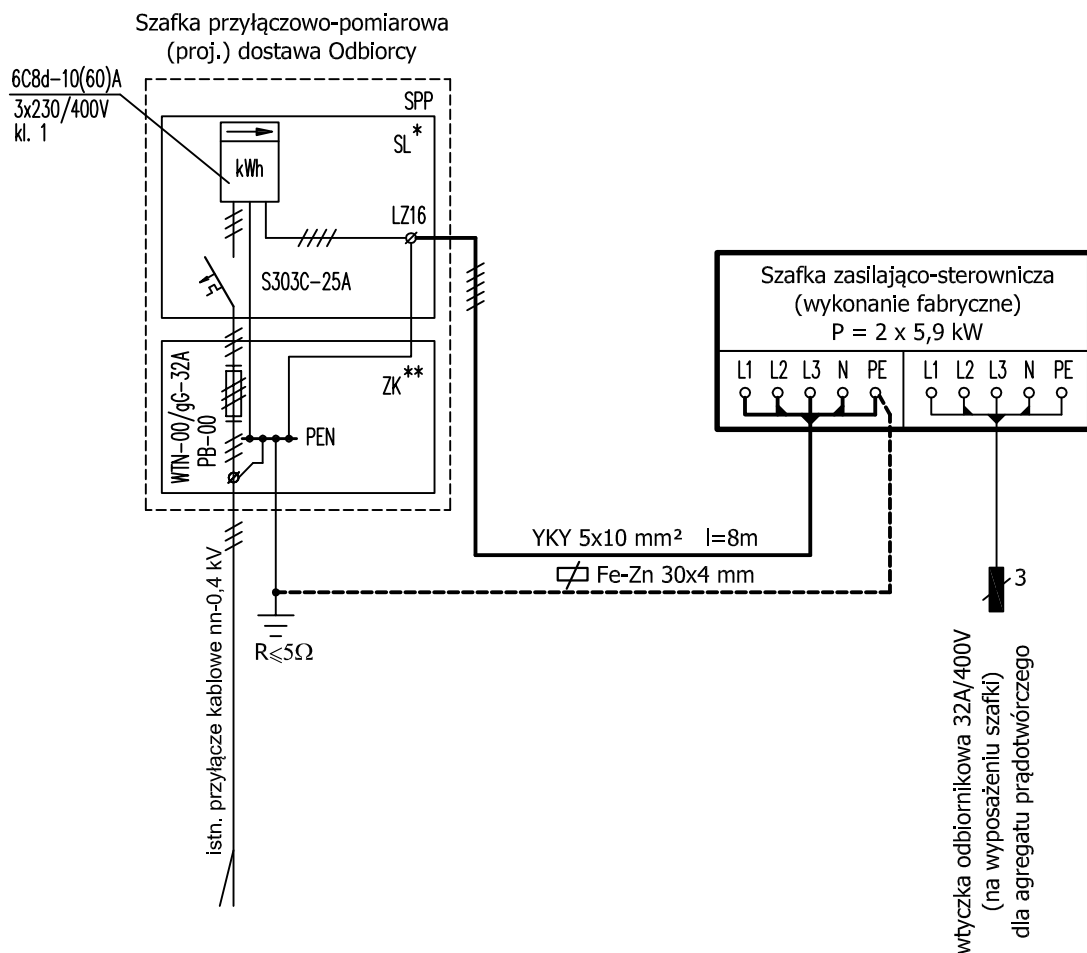 Szafka przyłączowo-pomiarowa
(proj.) dostawa Odbiorcy
6C8d-10(60)A
3x230/400V
kl. 1
SPP
SL*
kWh
LZ16
S303C-25A
ZK**
WTN-00/gG-32A
PB-00
PEN
Szafka zasilająco-sterownicza
(wykonanie fabryczne)
P = 2 x 5,9 kW
L1 L2 L3 N PE
L1 L2 L3 N PE
YKY 5x10 mm² l=8m
Fe-Zn 30x4 mm
R⩽5Ω
istn. przyłącze kablowe nn-0,4 kV
3
wtyczka odbiornikowa 32A/400V
(na wyposażeniu szafki)
dla agregatu prądotwórczego